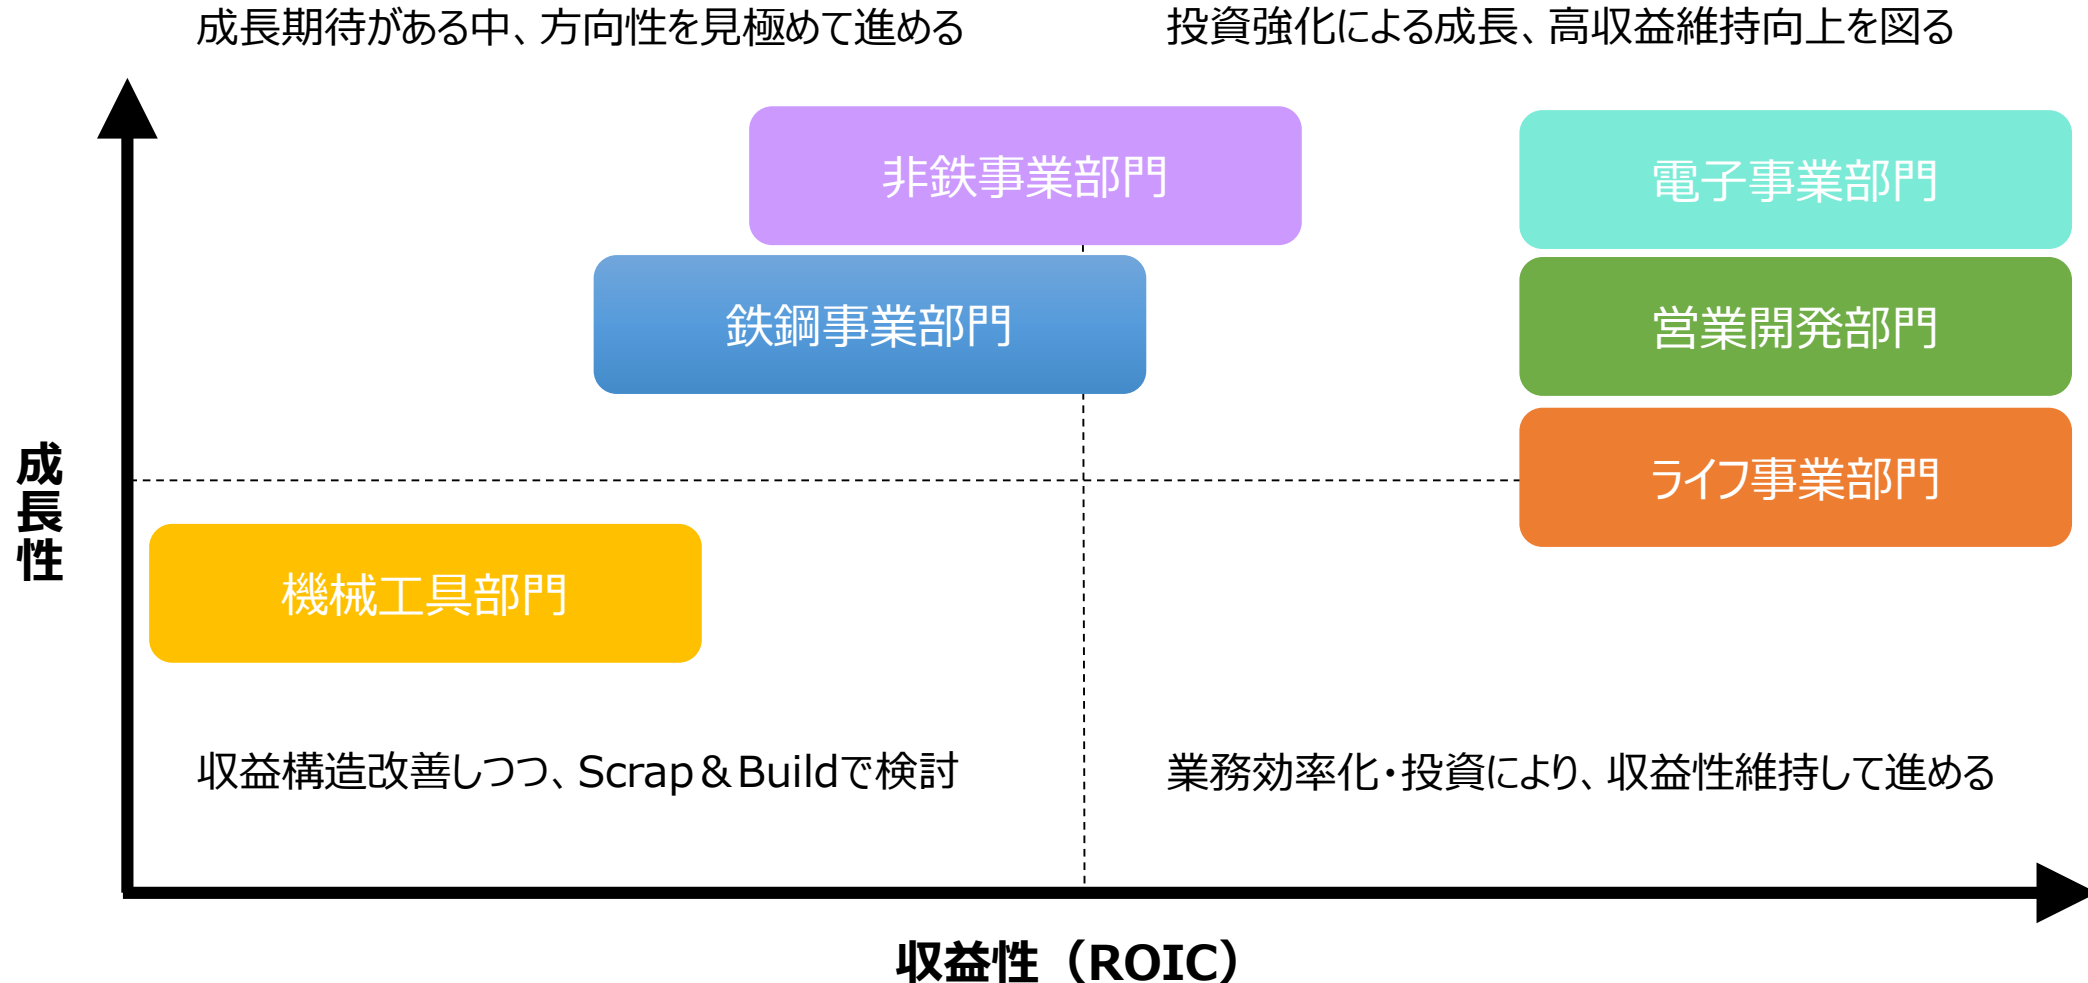 成長期待がある中、方向性を見極めて進める
投資強化による成長、高収益維持向上を図る
非鉄事業部門
電子事業部門
鉄鋼事業部門
営業開発部門
成長性
ライフ事業部門
機械工具部門
収益構造改善しつつ、Scrap＆Buildで検討
業務効率化・投資により、収益性維持して進める
収益性（ROIC）